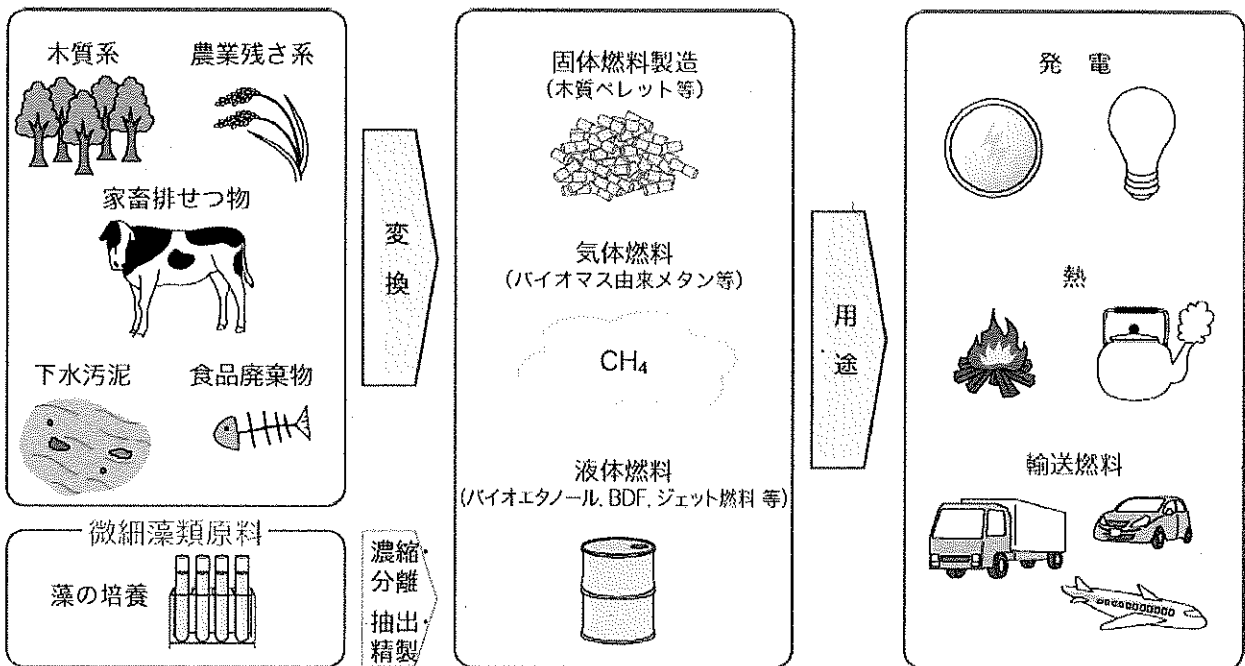 木質系
農業残さ系
家畜排せつ物
下水汚泥
食品廃棄物
微細藻類原料
藻の培養
変換
濃縮・
分離
抽出・
精製
固体燃料製造
(木質ペレット等)
気体燃料
(バイオマス由来メタン等)
CH₄
液体燃料
(バイオエタノール, BDF, ジェット燃料 等)
用途
発 電
熱
輸送燃料